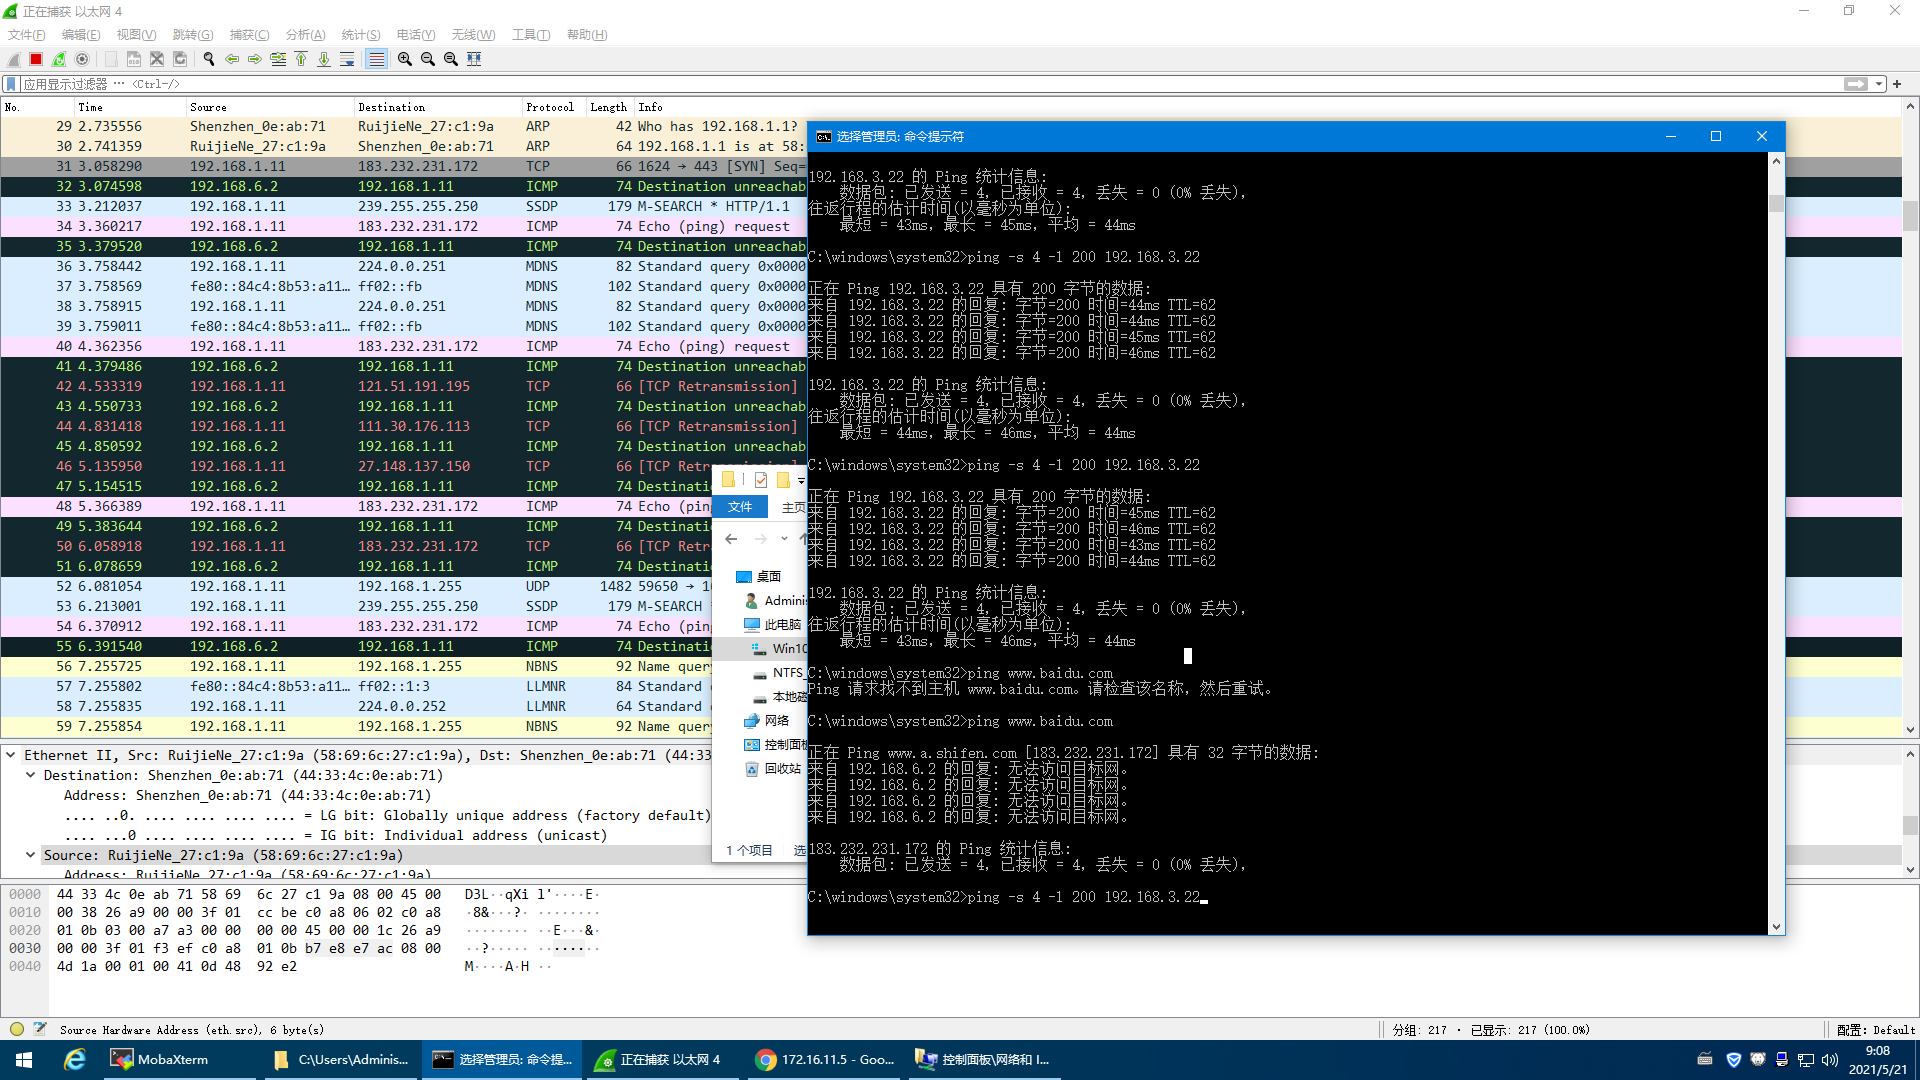 正在捕获 以太网 4
文件(F) 编辑(E) 视图(V) 跳转(G) 捕获(C) 分析(A) 统计(S) 电话(Y) 无线(W) 工具(T) 帮助(H)
应用显示过滤器 … <Ctrl-/>
No. Time Source Destination Protocol Length Info
29 2.735556 Shenzhen_0e:ab:71 RuijieNe_27:c1:9a ARP 42 Who has 192.168.1.1?
30 2.741359 RuijieNe_27:c1:9a Shenzhen_0e:ab:71 ARP 64 192.168.1.1 is at 58:
31 3.058290 192.168.1.11 183.232.231.172 TCP 66 1624 → 443 [SYN] Seq=
32 3.074598 192.168.6.2 192.168.1.11 ICMP 74 Destination unreachab
33 3.212037 192.168.1.11 239.255.255.250 SSDP 179 M-SEARCH * HTTP/1.1
34 3.360217 192.168.1.11 183.232.231.172 ICMP 74 Echo (ping) request
35 3.379520 192.168.6.2 192.168.1.11 ICMP 74 Destination unreachab
36 3.758442 192.168.1.11 224.0.0.251 MDNS 82 Standard query 0x0000
37 3.758569 fe80::84c4:8b53:a11… ff02::fb MDNS 102 Standard query 0x0000
38 3.758915 192.168.1.11 224.0.0.251 MDNS 82 Standard query 0x0000
39 3.759011 fe80::84c4:8b53:a11… ff02::fb MDNS 102 Standard query 0x0000
40 4.362356 192.168.1.11 183.232.231.172 ICMP 74 Echo (ping) request
41 4.379486 192.168.6.2 192.168.1.11 ICMP 74 Destination unreachab
42 4.533319 192.168.1.11 121.51.191.195 TCP 66 [TCP Retransmission]
43 4.550733 192.168.6.2 192.168.1.11 ICMP 74 Destination unreachab
44 4.831418 192.168.1.11 111.30.176.113 TCP 66 [TCP Retransmission]
45 4.850592 192.168.6.2 192.168.1.11 ICMP 74 Destination unreachab
46 5.135950 192.168.1.11 27.148.137.150 TCP 66 [TCP Retransmission]
47 5.154515 192.168.6.2 192.168.1.11 ICMP 74 Destinati
48 5.366389 192.168.1.11 183.232.231.172 ICMP 74 Echo (pin
49 5.383644 192.168.6.2 192.168.1.11 ICMP 74 Destinati
50 6.058918 192.168.1.11 183.232.231.172 TCP 66 [TCP Retr
51 6.078659 192.168.6.2 192.168.1.11 ICMP 74 Destinati
52 6.081054 192.168.1.11 192.168.1.255 UDP 1482 59650 → 1
53 6.213001 192.168.1.11 239.255.255.250 SSDP 179 M-SEARCH
54 6.370912 192.168.1.11 183.232.231.172 ICMP 74 Echo (pin
55 6.391540 192.168.6.2 192.168.1.11 ICMP 74 Destinati
56 7.255725 192.168.1.11 192.168.1.255 NBNS 92 Name query
57 7.255802 fe80::84c4:8b53:a11… ff02::1:3 LLMNR 84 Standard
58 7.255835 192.168.1.11 224.0.0.252 LLMNR 64 Standard
59 7.255854 192.168.1.11 192.168.1.255 NBNS 92 Name query
Ethernet II, Src: RuijieNe_27:c1:9a (58:69:6c:27:c1:9a), Dst: Shenzhen_0e:ab:71 (44:33
Destination: Shenzhen_0e:ab:71 (44:33:4c:0e:ab:71)
Address: Shenzhen_0e:ab:71 (44:33:4c:0e:ab:71)
.... ..0. .... .... .... .... = LG bit: Globally unique address (factory default)
.... ...0 .... .... .... .... = IG bit: Individual address (unicast)
Source: RuijieNe_27:c1:9a (58:69:6c:27:c1:9a)
Address: RuijieNe_27:c1:9a (58:69:6c:27:c1:9a)
0000 44 33 4c 0e ab 71 58 69 6c 27 c1 9a 08 00 45 00 D3L··qXi l'····E·
0010 00 38 26 a9 00 00 3f 01 cc be c0 a8 06 02 c0 a8 ·8&···?· ········
0020 01 0b 03 00 a7 a3 00 00 00 00 45 00 00 1c 26 a9 ········ ··E···&·
0030 00 00 3f 01 f3 ef c0 a8 01 0b b7 e8 e7 ac 08 00 ··?····· ········
0040 4d 1a 00 01 00 41 0d 48 92 e2 M····A·H ··
Source Hardware Address (eth.src), 6 byte(s)
分组: 217 · 已显示: 217 (100.0%)
配置: Default
文件 主页
桌面
Adminis
此电脑
Win10
NTFS_
本地磁
网络
控制面板
回收站
1 个项目 选
选择管理员: 命令提示符
192.168.3.22 的 Ping 统计信息:
数据包: 已发送 = 4, 已接收 = 4, 丢失 = 0 (0% 丢失),
往返行程的估计时间(以毫秒为单位):
最短 = 43ms, 最长 = 45ms, 平均 = 44ms
C:\windows\system32>ping -s 4 -l 200 192.168.3.22
正在 Ping 192.168.3.22 具有 200 字节的数据:
来自 192.168.3.22 的回复: 字节=200 时间=44ms TTL=62
来自 192.168.3.22 的回复: 字节=200 时间=44ms TTL=62
来自 192.168.3.22 的回复: 字节=200 时间=45ms TTL=62
来自 192.168.3.22 的回复: 字节=200 时间=46ms TTL=62
192.168.3.22 的 Ping 统计信息:
数据包: 已发送 = 4, 已接收 = 4, 丢失 = 0 (0% 丢失),
往返行程的估计时间(以毫秒为单位):
最短 = 44ms, 最长 = 46ms, 平均 = 44ms
C:\windows\system32>ping -s 4 -l 200 192.168.3.22
正在 Ping 192.168.3.22 具有 200 字节的数据:
来自 192.168.3.22 的回复: 字节=200 时间=45ms TTL=62
来自 192.168.3.22 的回复: 字节=200 时间=46ms TTL=62
来自 192.168.3.22 的回复: 字节=200 时间=43ms TTL=62
来自 192.168.3.22 的回复: 字节=200 时间=44ms TTL=62
192.168.3.22 的 Ping 统计信息:
数据包: 已发送 = 4, 已接收 = 4, 丢失 = 0 (0% 丢失),
往返行程的估计时间(以毫秒为单位):
最短 = 43ms, 最长 = 46ms, 平均 = 44ms
C:\windows\system32>ping www.baidu.com
Ping 请求找不到主机 www.baidu.com。请检查该名称，然后重试。
C:\windows\system32>ping www.baidu.com
正在 Ping www.a.shifen.com [183.232.231.172] 具有 32 字节的数据:
来自 192.168.6.2 的回复: 无法访问目标网。
来自 192.168.6.2 的回复: 无法访问目标网。
来自 192.168.6.2 的回复: 无法访问目标网。
来自 192.168.6.2 的回复: 无法访问目标网。
183.232.231.172 的 Ping 统计信息:
数据包: 已发送 = 4, 已接收 = 4, 丢失 = 0 (0% 丢失),
C:\windows\system32>ping -s 4 -l 200 192.168.3.22
MobaXterm
C:\Users\Adminis...
选择管理员: 命令提...
正在捕获 以太网 4
172.16.11.5 - Goo...
控制面板\网络和 I...
9:08
2021/5/21